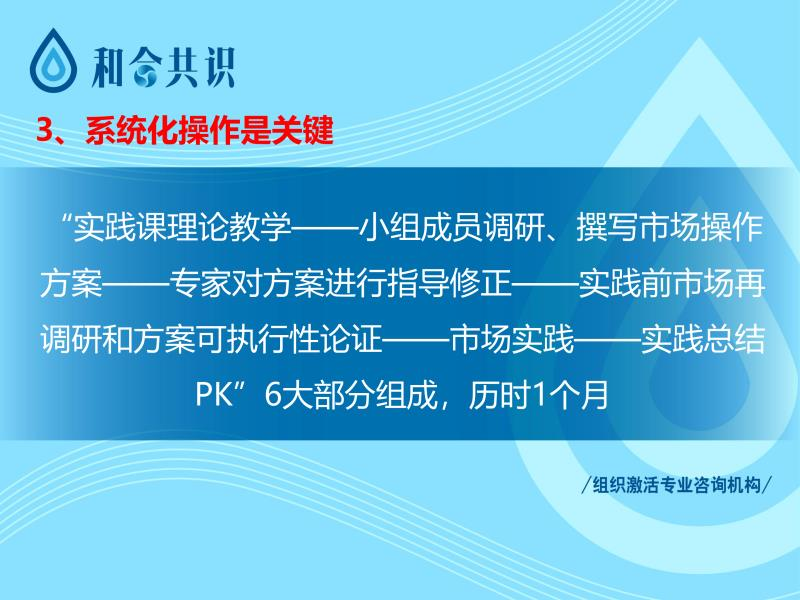 和合共识
3、系统化操作是关键
“实践课理论教学——小组成员调研、撰写市场操作
方案——专家对方案进行指导修正——实践前市场再
调研和方案可执行性论证——市场实践——实践总结
PK”6大部分组成，历时1个月
/组织激活专业咨询机构/